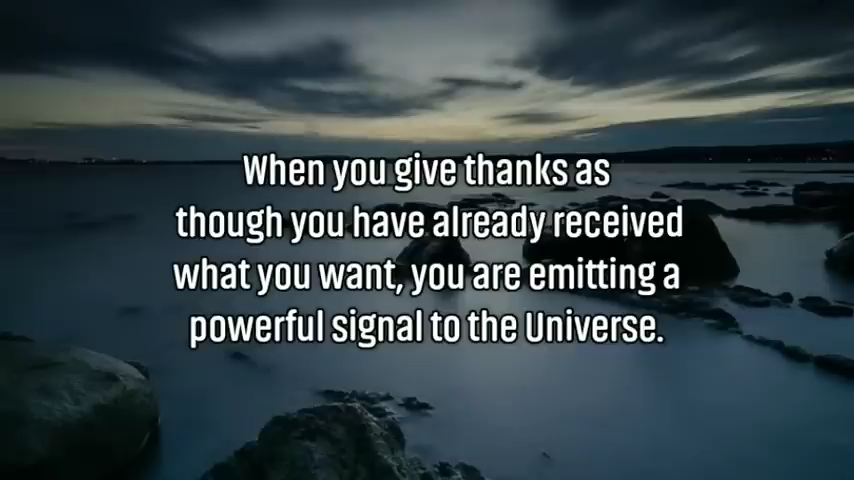 When you give thanks as
though you have already received
what you want, you are emitting a
powerful signal to the Universe.